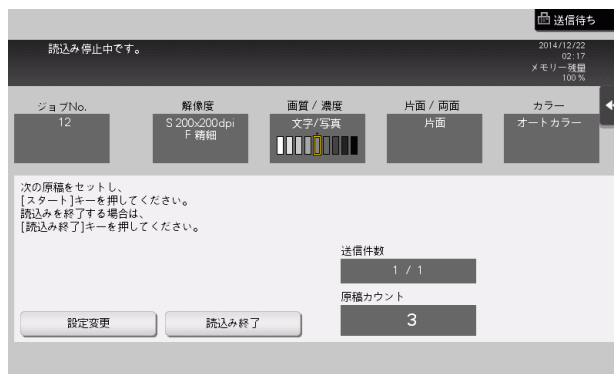 送信待ち
読込み停止中です。
2014/12/22
02:17
メモリー残量
100 %
ジョブNo.
12
解像度
S 200x200dpi
F 精細
画質 / 濃度
文字/写真
片面 / 両面
片面
カラー
オートカラー
次の原稿をセットし、
[スタート]キーを押してください。
読込みを終了する場合は、
[読込み終了]キーを押してください。
送信件数
1 / 1
原稿カウント
3
設定変更
読込み終了